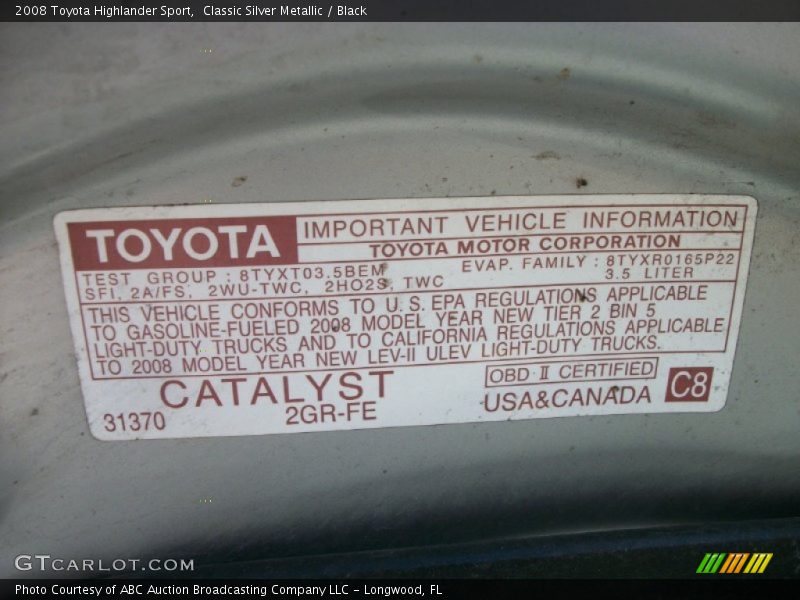 2008 Toyota Highlander Sport,  Classic Silver Metallic / Black
TOYOTA
IMPORTANT VEHICLE INFORMATION
TOYOTA MOTOR CORPORATION
TEST GROUP : 8TYXT03.5BEM EVAP. FAMILY : 8TYXR0165P22
SFI, 2A/FS, 2WU-TWC, 2HO2S, TWC 3.5 LITER
THIS VEHICLE CONFORMS TO U.S. EPA REGULATIONS APPLICABLE
TO GASOLINE-FUELED 2008 MODEL YEAR NEW TIER 2 BIN 5
LIGHT-DUTY TRUCKS AND TO CALIFORNIA REGULATIONS APPLICABLE
TO 2008 MODEL YEAR NEW LEV-II ULEV LIGHT-DUTY TRUCKS.
CATALYST OBD II CERTIFIED
31370 2GR-FE USA&CANADA C8
GTCARLOT.COM
Photo Courtesy of ABC Auction Broadcasting Company LLC - Longwood, FL